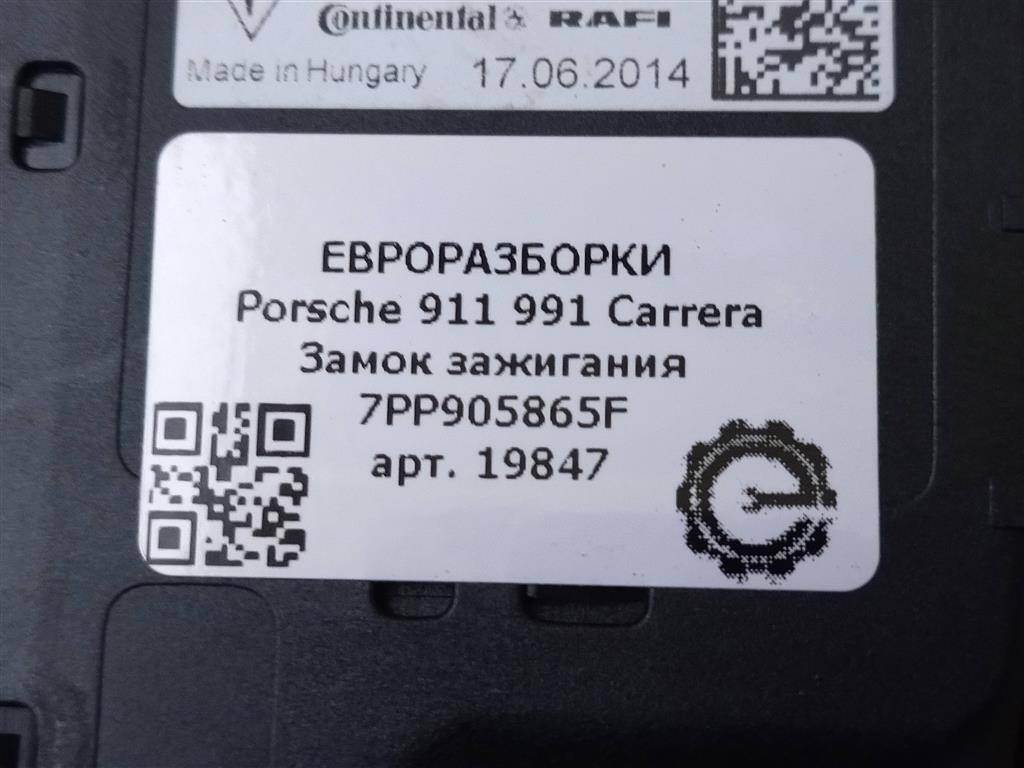 Continental RAFI
Made in Hungary 17.06.2014
ЕВРОРАЗБОРКИ
Porsche 911 991 Carrera
Замок зажигания
7PP905865F
арт. 19847